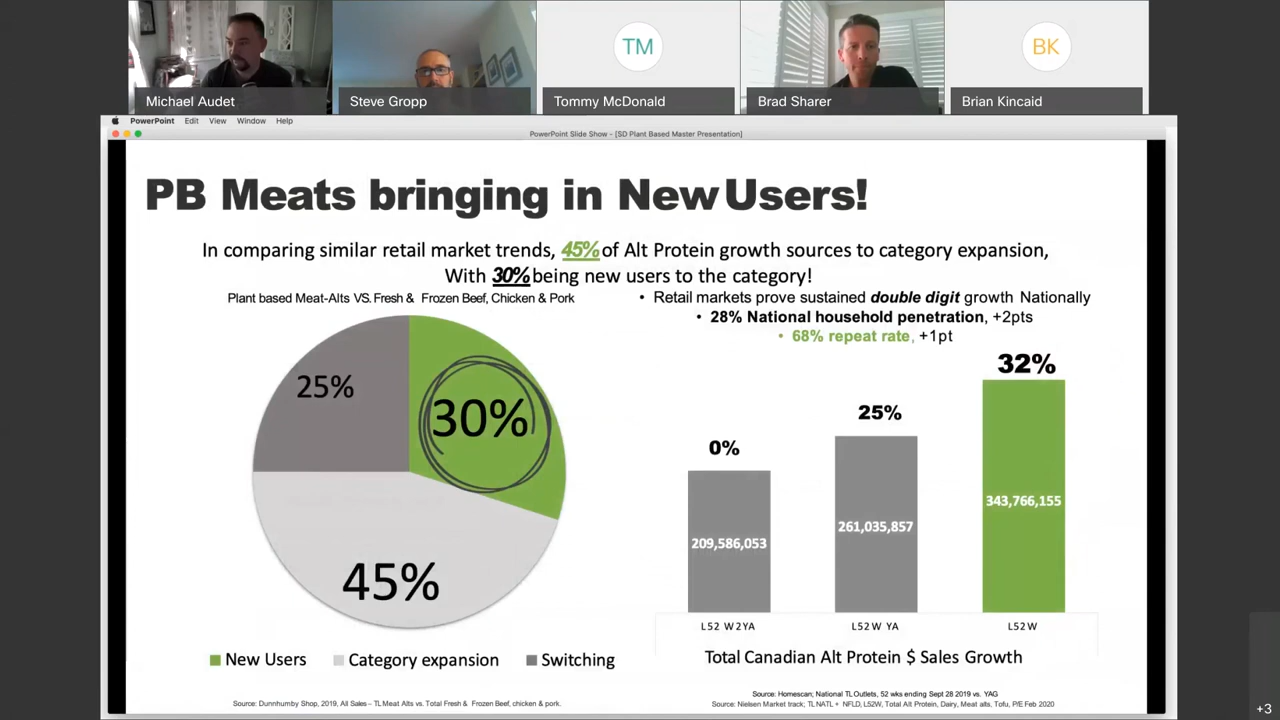 TM
BK
Michael Audet
Steve Gropp
Tommy McDonald
Brad Sharer
Brian Kincaid
PowerPoint Edit View Window Help
PowerPoint Slide Show - [SD Plant Based Master Presentation]
PB Meats bringing in New Users!
In comparing similar retail market trends, 45% of Alt Protein growth sources to category expansion,
With 30% being new users to the category!
Plant based Meat-Alts VS. Fresh & Frozen Beef, Chicken & Pork
25%
30%
45%
New Users Category expansion Switching
Source: Dunnhumby Shop, 2019, All Sales – TL Meat Alts vs. Total Fresh & Frozen Beef, chicken & pork.
• Retail markets prove sustained double digit growth Nationally
• 28% National household penetration, +2pts
• 68% repeat rate, +1pt
0%
25%
32%
209,586,053
261,035,857
343,766,155
L52 W2YA
L52W YA
L52W
Total Canadian Alt Protein $ Sales Growth
Source: Homescan; National TL Outlets, 52 wks ending Sept 28 2019 vs. YAG
Source: Nielsen Market track; TL NATL + NFLD, L52W, Total Alt Protein, Dairy, Meat alts. Tofu, P/E Feb 2020
+3